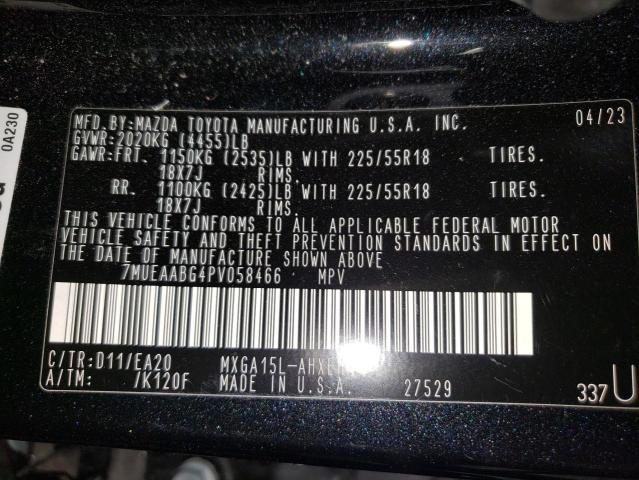 MFD.BY:MAZDA TOYOTA MANUFACTURING U.S.A. INC. 04/23
GVWR:2020KG (4455)LB
GAWR:FRT. 1150KG (2535)LB WITH 225/55R18 TIRES.
18X7J RIMS.
RR. 1100KG (2425)LB WITH 225/55R18 TIRES.
18X7J RIMS.
THIS VEHICLE CONFORMS TO ALL APPLICABLE FEDERAL MOTOR
VEHICLE SAFETY AND THEFT PREVENTION STANDARDS IN EFFECT ON
THE DATE OF MANUFACTURE SHOWN ABOVE
7MUEAABG4PV058466 MPV
C/TR:D11/EA20 MXGA15L-AHX
A/TM: /K120F MADE IN U.S.A. 27529
337U
0A230